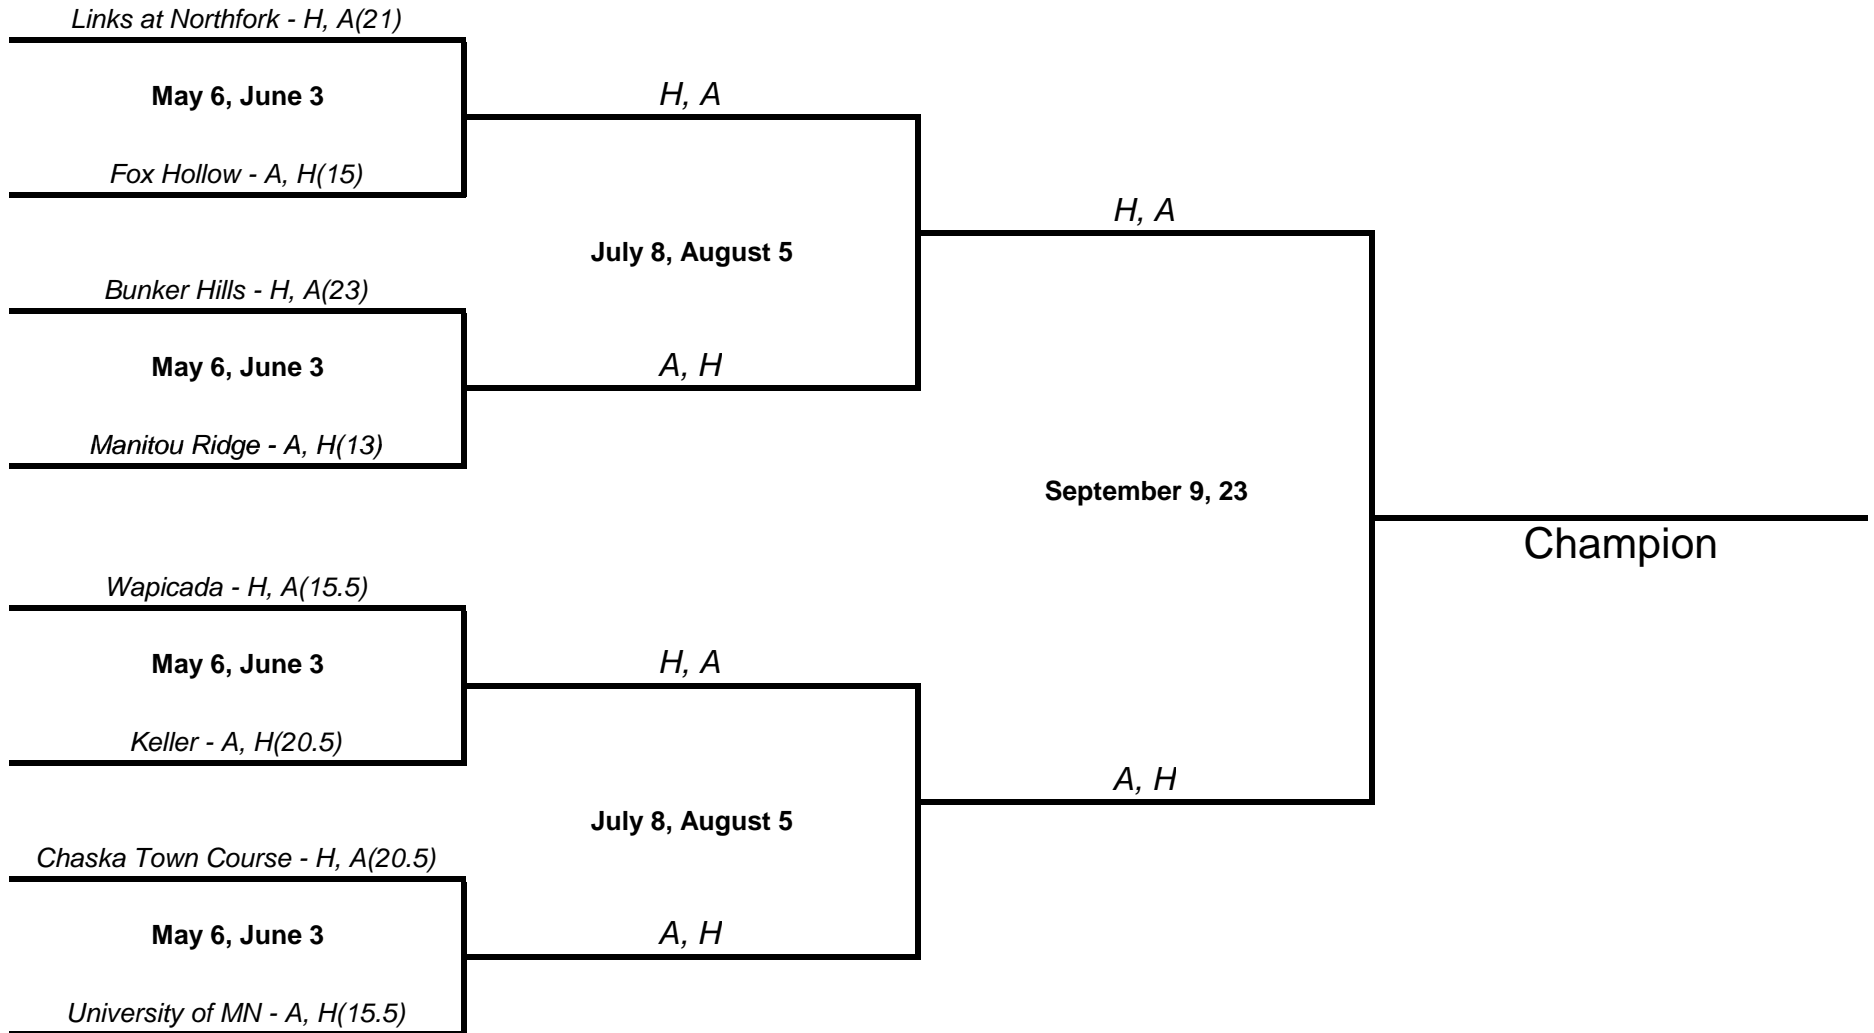 Links at Northfork - H, A(21)
May 6, June 3
H, A
Fox Hollow - A, H(15)
H, A
July 8, August 5
Bunker Hills - H, A(23)
May 6, June 3
A, H
Manitou Ridge - A, H(13)
September 9, 23
Champion
Wapicada - H, A(15.5)
May 6, June 3
H, A
Keller - A, H(20.5)
A, H
July 8, August 5
Chaska Town Course - H, A(20.5)
May 6, June 3
A, H
University of MN - A, H(15.5)